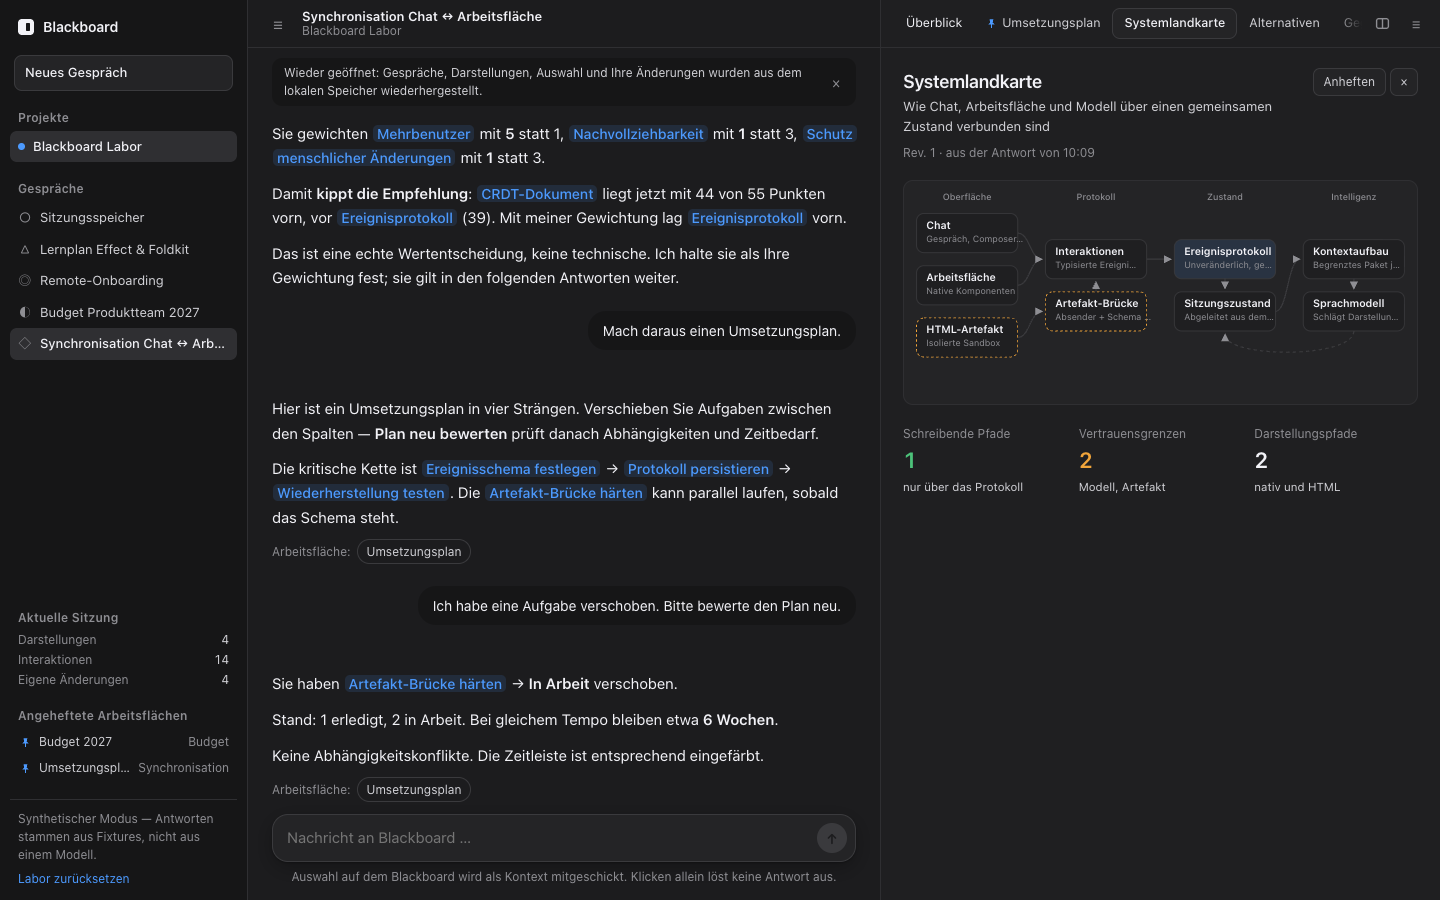 Blackboard
Neues Gespräch
Projekte
Blackboard Labor
Gespräche
Sitzungsspeicher
Lernplan Effect & Foldkit
Remote-Onboarding
Budget Produktteam 2027
Synchronisation Chat ↔ Arb...
Aktuelle Sitzung
Darstellungen 4
Interaktionen 14
Eigene Änderungen 4
Angeheftete Arbeitsflächen
Budget 2027 Budget
Umsetzungspl... Synchronisation
Synthetischer Modus — Antworten
stammen aus Fixtures, nicht aus
einem Modell.
Labor zurücksetzen
Synchronisation Chat ↔ Arbeitsfläche
Blackboard Labor
Wieder geöffnet: Gespräche, Darstellungen, Auswahl und Ihre Änderungen wurden aus dem
lokalen Speicher wiederhergestellt.
Sie gewichten Mehrbenutzer mit 5 statt 1, Nachvollziehbarkeit mit 1 statt 3, Schutz
menschlicher Änderungen mit 1 statt 3.
Damit kippt die Empfehlung: CRDT-Dokument liegt jetzt mit 44 von 55 Punkten
vorn, vor Ereignisprotokoll (39). Mit meiner Gewichtung lag Ereignisprotokoll vorn.
Das ist eine echte Wertentscheidung, keine technische. Ich halte sie als Ihre
Gewichtung fest; sie gilt in den folgenden Antworten weiter.
Mach daraus einen Umsetzungsplan.
Hier ist ein Umsetzungsplan in vier Strängen. Verschieben Sie Aufgaben zwischen
den Spalten — Plan neu bewerten prüft danach Abhängigkeiten und Zeitbedarf.
Die kritische Kette ist Ereignisschema festlegen → Protokoll persistieren →
Wiederherstellung testen. Die Artefakt-Brücke härten kann parallel laufen, sobald
das Schema steht.
Arbeitsfläche: Umsetzungsplan
Ich habe eine Aufgabe verschoben. Bitte bewerte den Plan neu.
Sie haben Artefakt-Brücke härten → In Arbeit verschoben.
Stand: 1 erledigt, 2 in Arbeit. Bei gleichem Tempo bleiben etwa 6 Wochen.
Keine Abhängigkeitskonflikte. Die Zeitleiste ist entsprechend eingefärbt.
Arbeitsfläche: Umsetzungsplan
Nachricht an Blackboard ...
Auswahl auf dem Blackboard wird als Kontext mitgeschickt. Klicken allein löst keine Antwort aus.
Überblick Umsetzungsplan Systemlandkarte Alternativen Ge
Systemlandkarte
Anheften ×
Wie Chat, Arbeitsfläche und Modell über einen gemeinsamen
Zustand verbunden sind
Rev. 1 · aus der Antwort von 10:09
Oberfläche Protokoll Zustand Intelligenz
Chat
Gespräch, Composer...
Arbeitsfläche
Native Komponenten
HTML-Artefakt
Isolierte Sandbox
Interaktionen
Typisierte Ereigni...
Artefakt-Brücke
Absender + Schema ...
Ereignisprotokoll
Unveränderlich, ge...
Sitzungszustand
Abgeleitet aus dem...
Kontextaufbau
Begrenztes Paket j...
Sprachmodell
Schlägt Darstellun...
Schreibende Pfade
1
nur über das Protokoll
Vertrauensgrenzen
2
Modell, Artefakt
Darstellungspfade
2
nativ und HTML